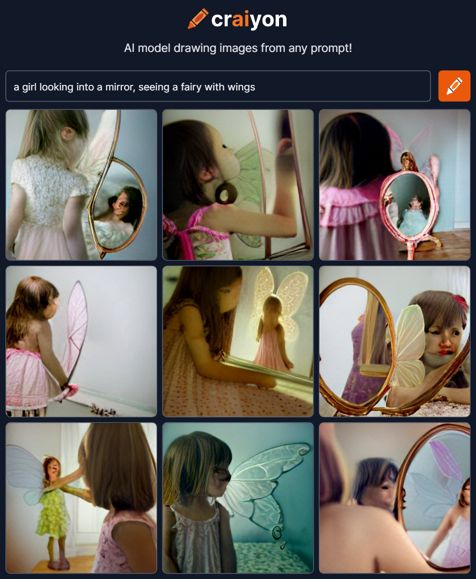 craiyon
AI model drawing images from any prompt!
a girl looking into a mirror, seeing a fairy with wings